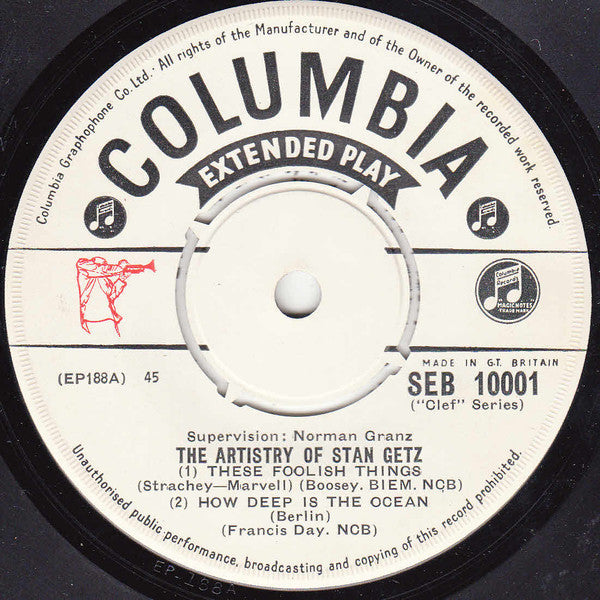 Columbia Graphophone Co. Ltd. · All rights of the Manufacturer and of the Owner of the recorded work reserved
COLUMBIA
EXTENDED PLAY
Columbia
Records
"MAGIC NOTES"
TRADE MARK
MADE IN GT. BRITAIN
(EP188A) 45
SEB 10001
("Clef" Series)
Supervision: Norman Granz
THE ARTISTRY OF STAN GETZ
(1) THESE FOOLISH THINGS
(Strachey—Marvell) (Boosey. BIEM. NCB)
(2) HOW DEEP IS THE OCEAN
(Berlin)
(Francis Day. NCB)
Unauthorised public performance, broadcasting and copying of this record prohibited.
EP-188A